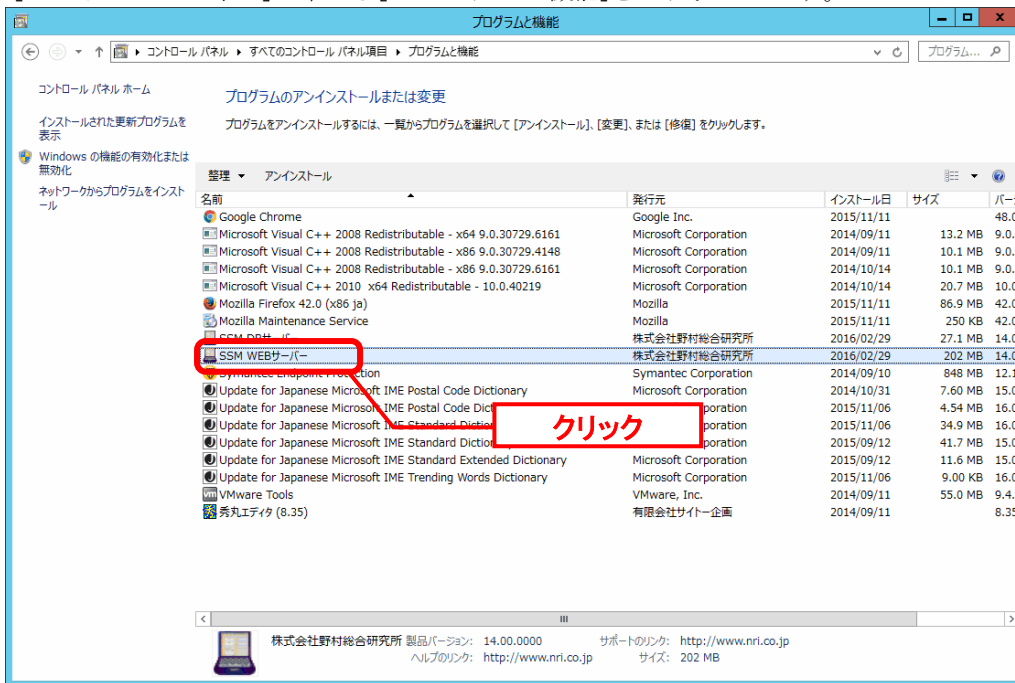 プログラムと機能
コントロール パネル ▸ すべてのコントロール パネル項目 ▸ プログラムと機能
プログラム...
コントロール パネル ホーム
インストールされた更新プログラムを
表示
Windows の機能の有効化または
無効化
ネットワークからプログラムをインスト
ール
プログラムのアンインストールまたは変更
プログラムをアンインストールするには、一覧からプログラムを選択して [アンインストール]、[変更]、または [修復] をクリックします。
整理 ▼ アンインストール
名前 発行元 インストール日 サイズ バー
Google Chrome Google Inc. 2015/11/11 48.0
Microsoft Visual C++ 2008 Redistributable - x64 9.0.30729.6161 Microsoft Corporation 2014/09/11 13.2 MB 9.0.
Microsoft Visual C++ 2008 Redistributable - x86 9.0.30729.4148 Microsoft Corporation 2014/09/11 10.1 MB 9.0.
Microsoft Visual C++ 2008 Redistributable - x86 9.0.30729.6161 Microsoft Corporation 2014/10/14 10.1 MB 9.0.
Microsoft Visual C++ 2010 x64 Redistributable - 10.0.40219 Microsoft Corporation 2014/10/14 20.7 MB 10.0
Mozilla Firefox 42.0 (x86 ja) Mozilla 2015/11/11 86.9 MB 42.0
Mozilla Maintenance Service Mozilla 2015/11/11 250 KB 42.0
SSM DBサーバー 株式会社野村総合研究所 2016/02/29 27.1 MB 14.0
SSM WEBサーバー 株式会社野村総合研究所 2016/02/29 202 MB 14.0
Symantec Endpoint Protection Symantec Corporation 2014/09/10 848 MB 12.1
Update for Japanese Microsoft IME Postal Code Dictionary Microsoft Corporation 2014/10/31 7.60 MB 15.0
Update for Japanese Microsoft IME Postal Code Dict poration 2015/11/06 4.54 MB 16.0
Update for Japanese Microsoft IME Standard Diction poration 2015/11/06 34.9 MB 16.0
Update for Japanese Microsoft IME Standard Diction poration 2015/09/12 41.7 MB 15.0
Update for Japanese Microsoft IME Standard Extended Dictionary Microsoft Corporation 2015/09/12 11.6 MB 15.0
Update for Japanese Microsoft IME Trending Words Dictionary Microsoft Corporation 2015/11/06 9.00 KB 16.0
VMware Tools VMware, Inc. 2014/09/11 55.0 MB 9.4.
秀丸エディタ (8.35) 有限会社サイトー企画 2014/09/11 8.35
クリック
株式会社野村総合研究所 製品バージョン: 14.00.0000 サポートのリンク: http://www.nri.co.jp
ヘルプのリンク: http://www.nri.co.jp サイズ: 202 MB